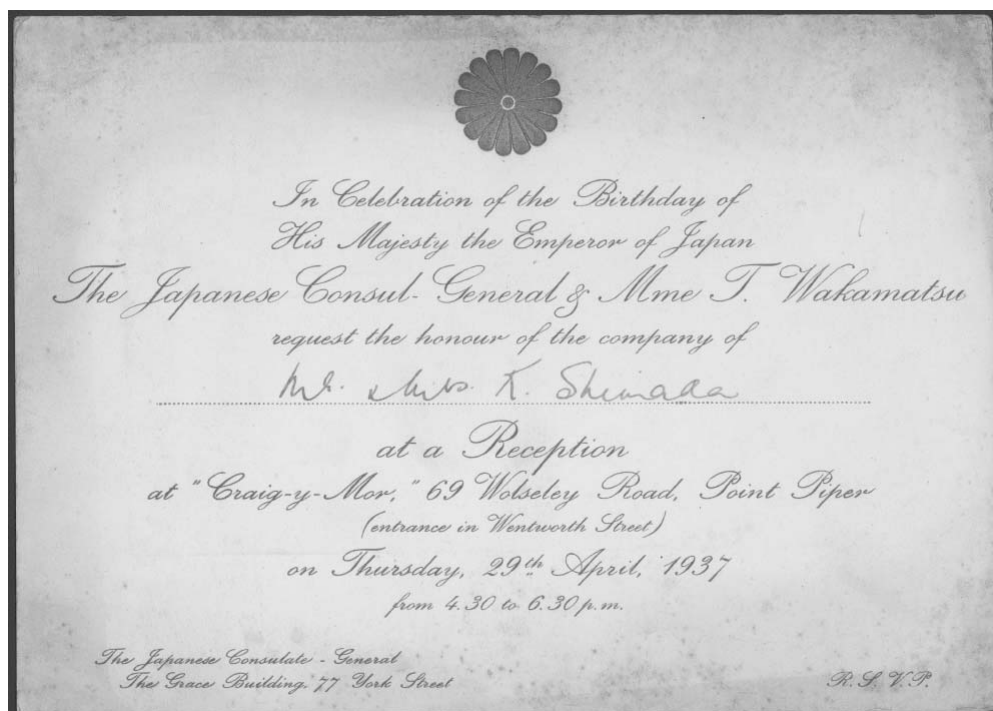 In Celebration of the Birthday of
His Majesty the Emperor of Japan
The Japanese Consul-General & Mme T. Wakamatsu
request the honour of the company of
Mr. & Mrs. K. Shimada
at a Reception
at "Craig-y-Mor," 69 Wolseley Road, Point Piper
(entrance in Wentworth Street)
on Thursday, 29th April, 1937
from 4.30 to 6.30 p.m.
The Japanese Consulate - General
The Grace Building, 77 York Street
R. S. V. P.